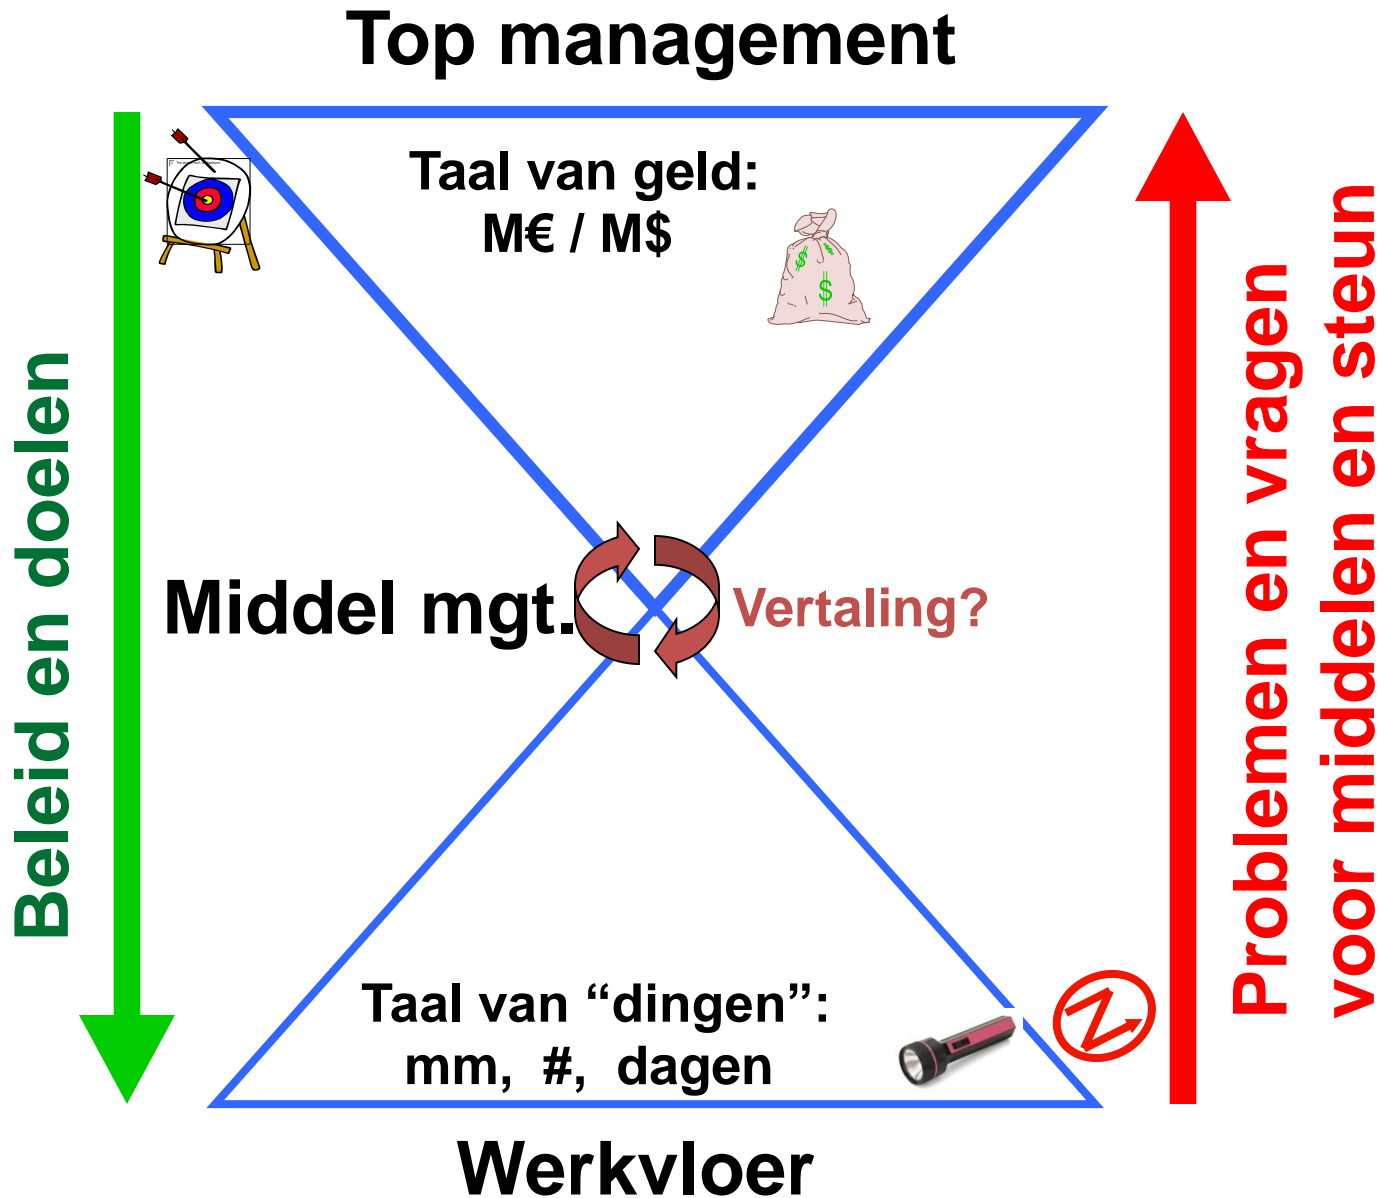 Top management
Taal van geld:
M€ / M$
$
$
$
Beleid en doelen
Problemen en vragen
voor middelen en steun
Middel mgt.
Vertaling?
Taal van “dingen”:
mm, #, dagen
Werkvloer